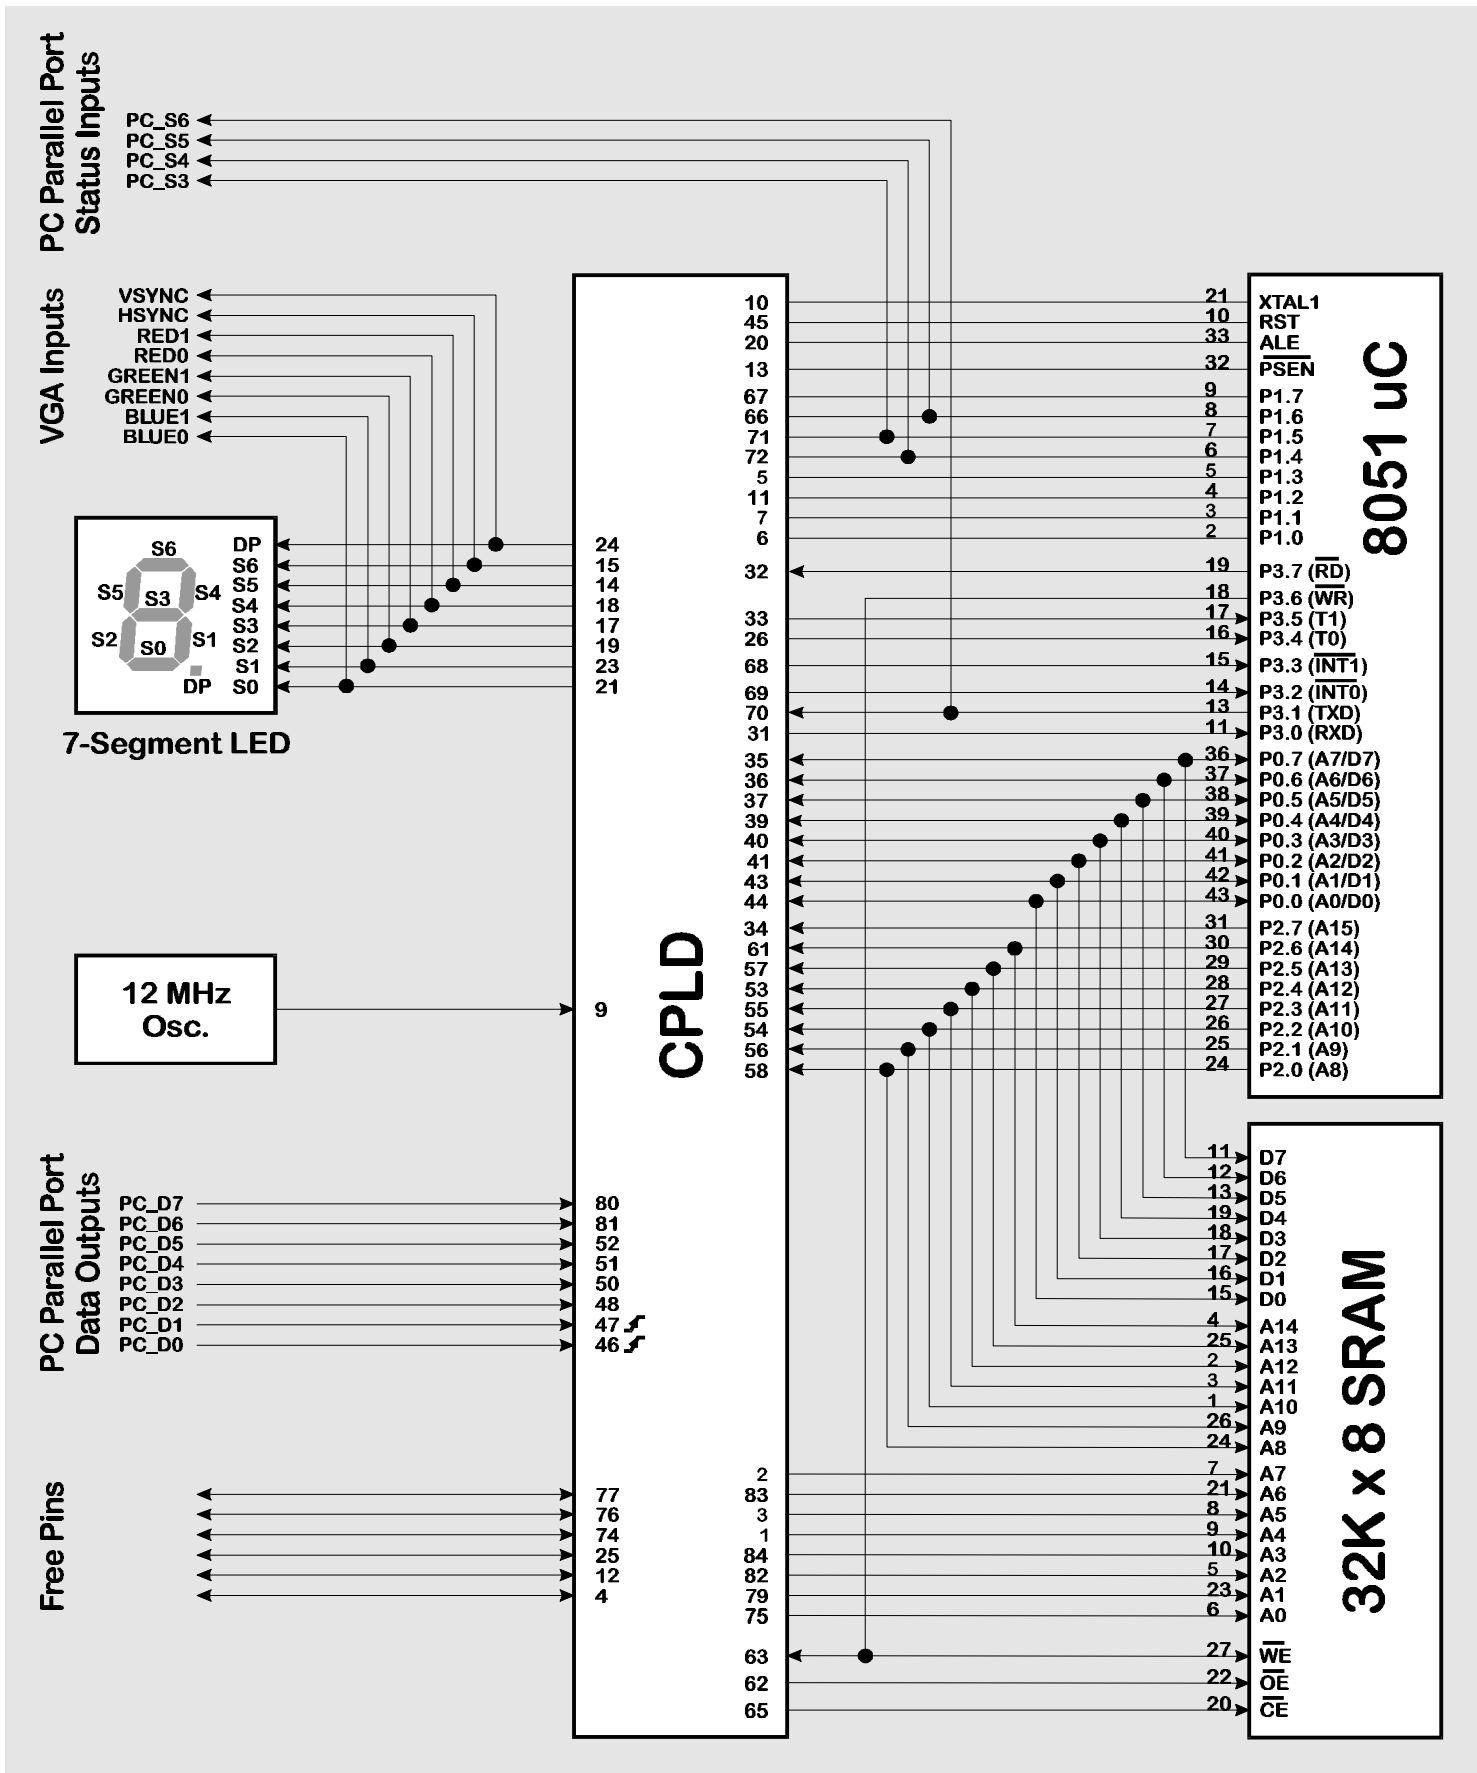 PC Parallel Port
Status Inputs
PC_S6
PC_S5
PC_S4
PC_S3
VGA Inputs
VSYNC
HSYNC
RED1
RED0
GREEN1
GREEN0
BLUE1
BLUE0
S6
S5
S4
S3
S2
S1
S0
DP
DP
S6
S5
S4
S3
S2
S1
S0
7-Segment LED
12 MHz
Osc.
PC Parallel Port
Data Outputs
PC_D7
PC_D6
PC_D5
PC_D4
PC_D3
PC_D2
PC_D1
PC_D0
Free Pins
24
15
14
18
17
19
23
21
9
80
81
52
51
50
48
47
46
77
76
74
25
12
4
CPLD
10 21 XTAL1
45 10 RST
20 33 ALE
13 32 PSEN
67 9 P1.7
66 8 P1.6
71 7 P1.5
72 6 P1.4
5 5 P1.3
11 4 P1.2
7 3 P1.1
6 2 P1.0
32 19 P3.7 (RD)
18 P3.6 (WR)
33 17 P3.5 (T1)
26 16 P3.4 (T0)
68 15 P3.3 (INT1)
69 14 P3.2 (INT0)
70 13 P3.1 (TXD)
31 11 P3.0 (RXD)
35 36 P0.7 (A7/D7)
36 37 P0.6 (A6/D6)
37 38 P0.5 (A5/D5)
39 39 P0.4 (A4/D4)
40 40 P0.3 (A3/D3)
41 41 P0.2 (A2/D2)
43 42 P0.1 (A1/D1)
44 43 P0.0 (A0/D0)
34 31 P2.7 (A15)
61 30 P2.6 (A14)
57 29 P2.5 (A13)
53 28 P2.4 (A12)
55 27 P2.3 (A11)
54 26 P2.2 (A10)
56 25 P2.1 (A9)
58 24 P2.0 (A8)
8051 uC
11 D7
12 D6
13 D5
19 D4
18 D3
17 D2
16 D1
15 D0
4 A14
25 A13
2 A12
3 A11
1 A10
26 A9
24 A8
2 7 A7
83 21 A6
3 8 A5
1 9 A4
84 10 A3
82 5 A2
79 23 A1
75 6 A0
63 27 WE
62 22 OE
65 20 CE
32K x 8 SRAM